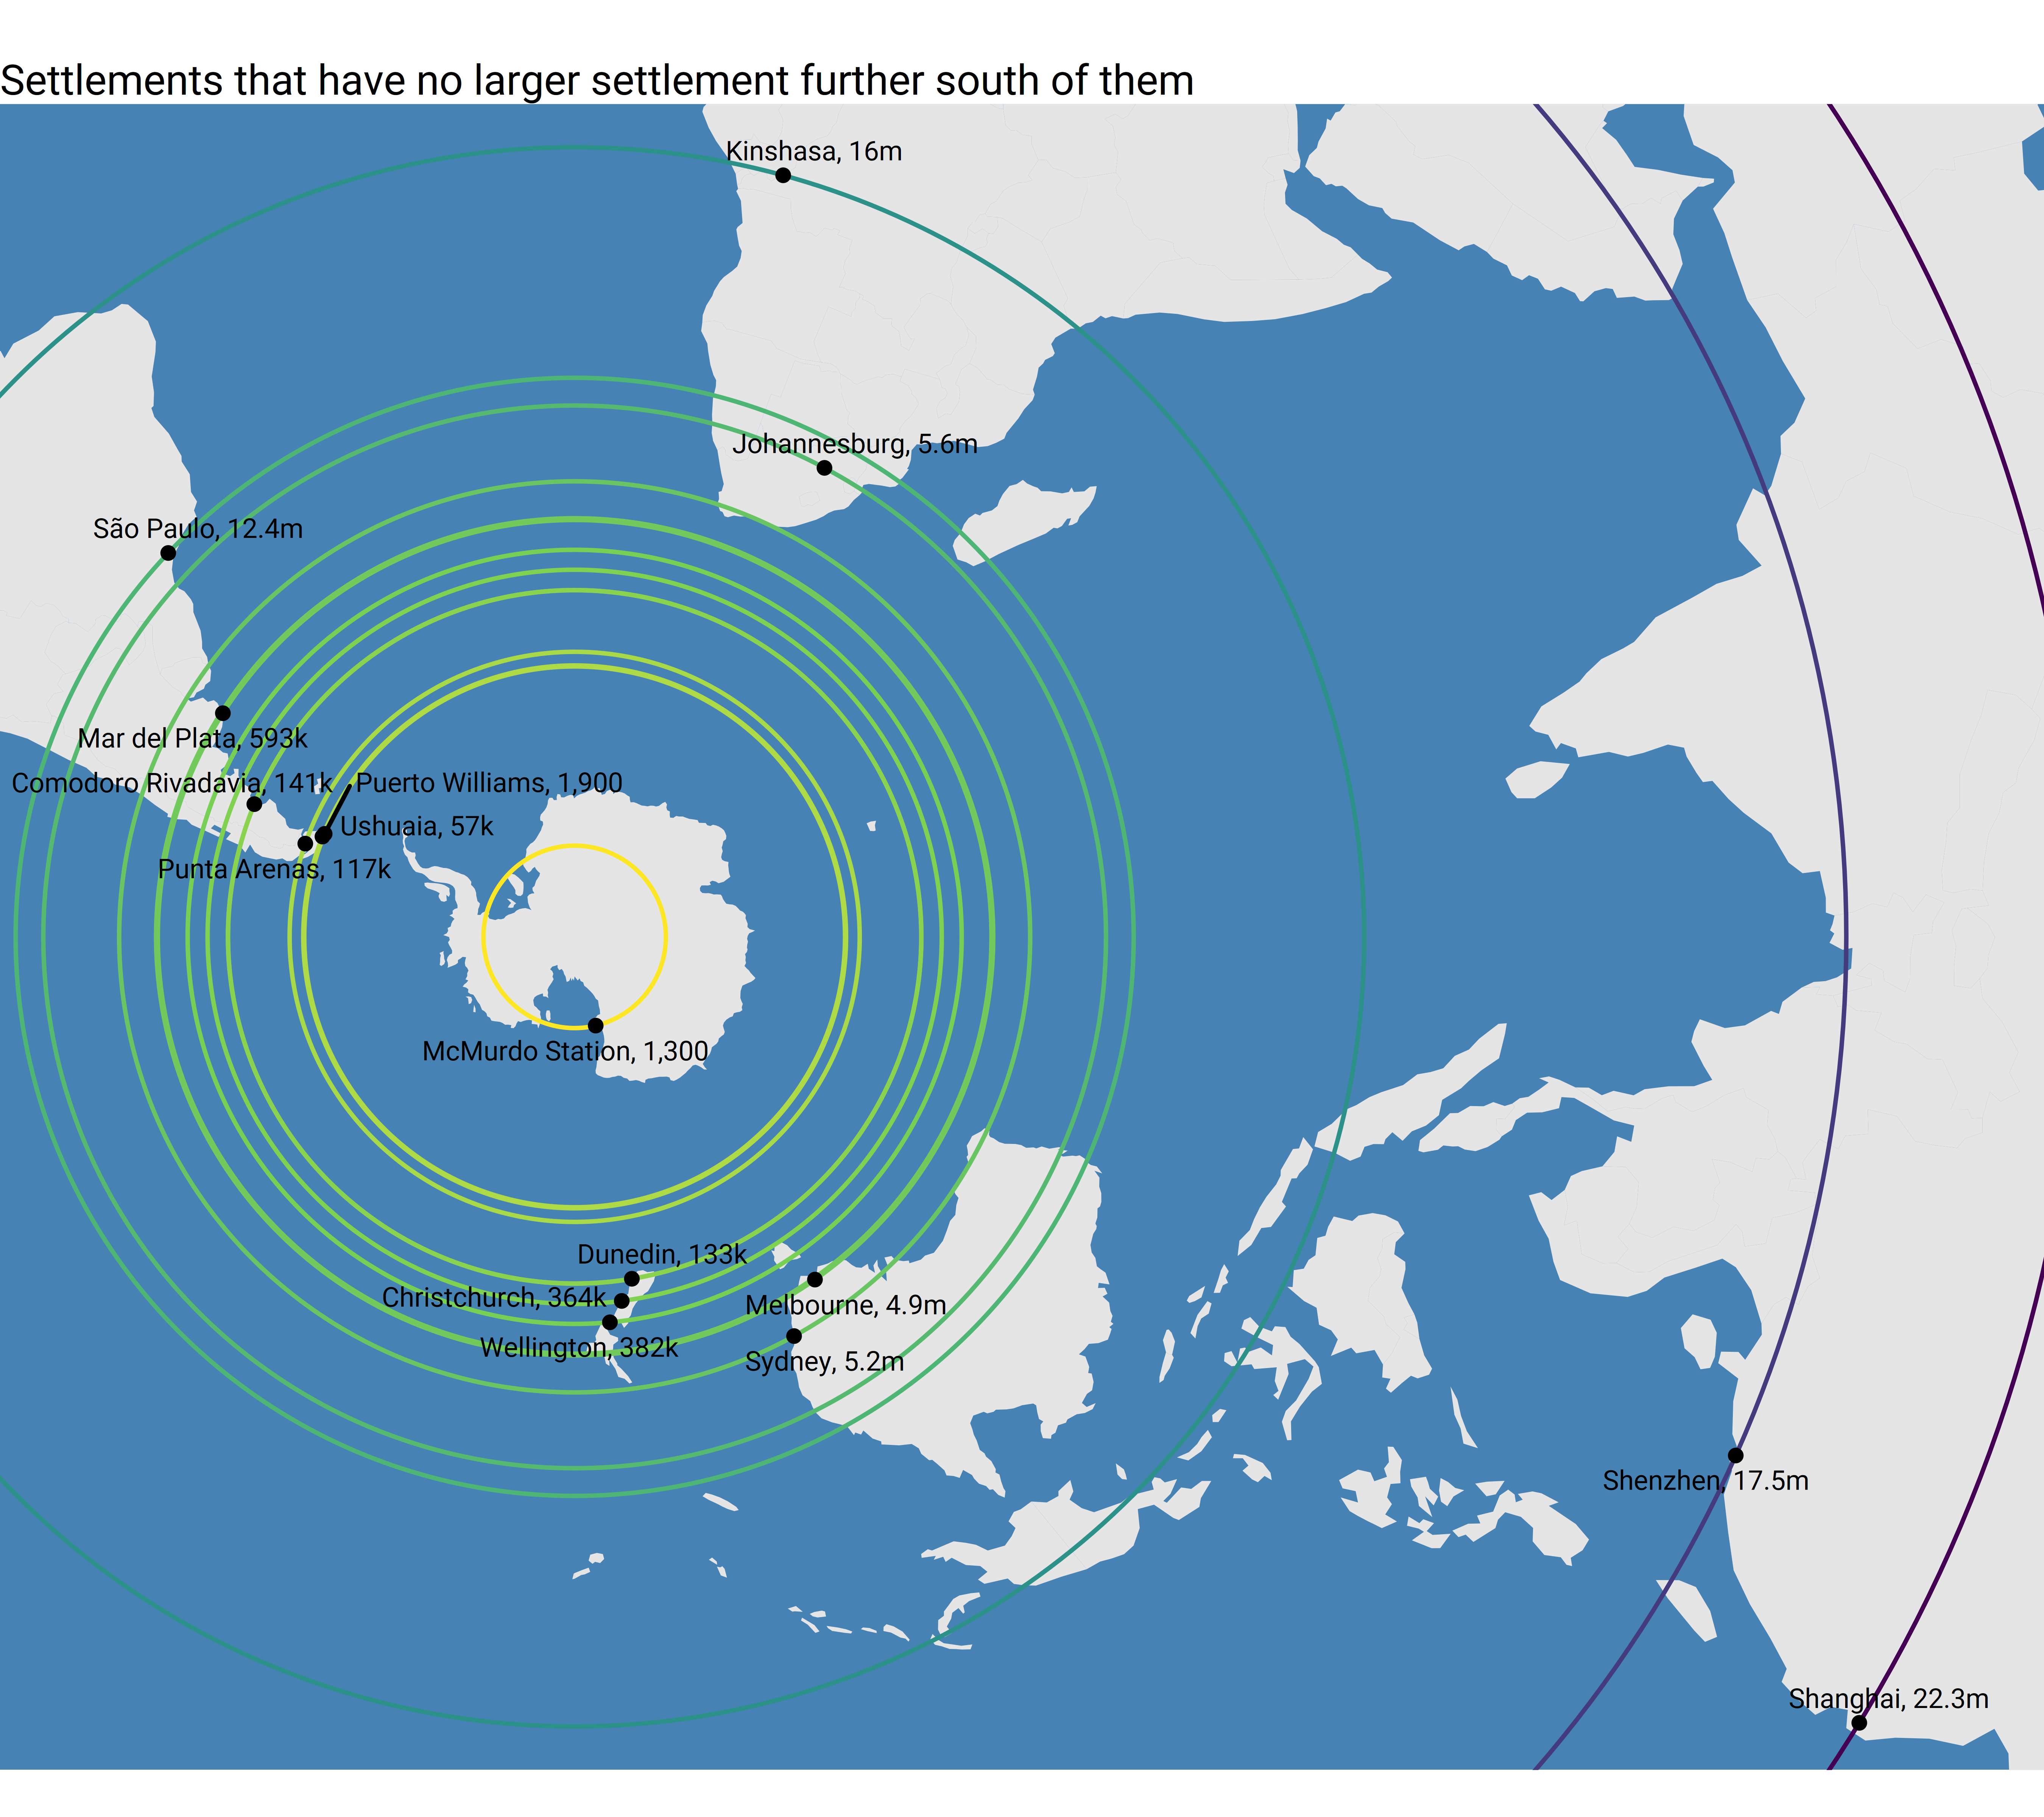 Settlements that have no larger settlement further south of them
Kinshasa, 16m
Johannesburg, 5.6m
São Paulo, 12.4m
Mar del Plata, 593k
Comodoro Rivadavia, 141k
Puerto Williams, 1,900
Ushuaia, 57k
Punta Arenas, 117k
McMurdo Station, 1,300
Dunedin, 133k
Christchurch, 364k
Melbourne, 4.9m
Wellington, 382k
Sydney, 5.2m
Shenzhen, 17.5m
Shanghai, 22.3m